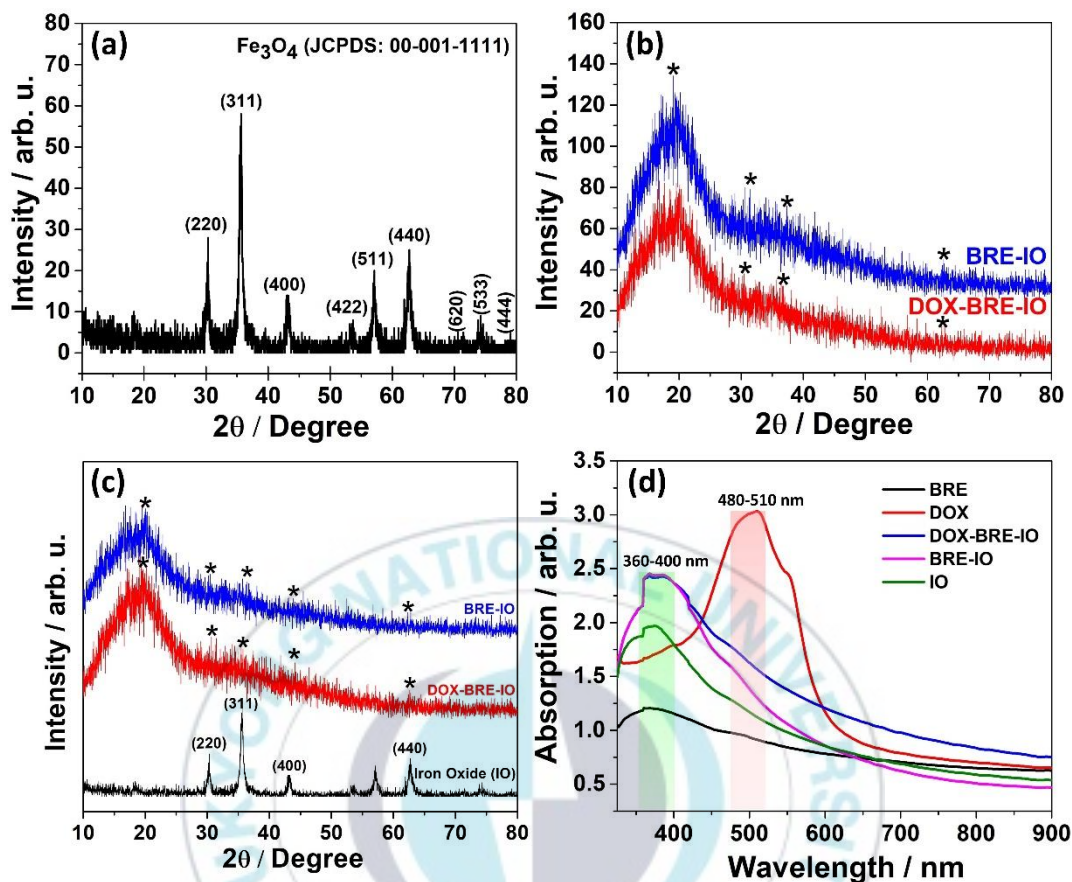 (a)
Fe₃O₄ (JCPDS: 00-001-1111)
80
70
60
50
40
30
20
10
0
(220)
(311)
(400)
(422)
(511)
(440)
(620)
(533)
(444)
10 20 30 40 50 60 70 80
Intensity / arb. u.
2θ / Degree
(b)
160
140
120
100
80
60
40
20
0
*
* *
*
BRE-IO
* *
*
DOX-BRE-IO
10 20 30 40 50 60 70 80
Intensity / arb. u.
2θ / Degree
(c)
*
* * * *
BRE-IO
*
* * * *
DOX-BRE-IO
(220)
(311)
(400)
(440)
Iron Oxide (IO)
10 20 30 40 50 60 70 80
Intensity / arb. u.
2θ / Degree
(d)
3.5
3.0
2.5
2.0
1.5
1.0
0.5
480-510 nm
360-400 nm
BRE
DOX
DOX-BRE-IO
BRE-IO
IO
400 500 600 700 800 900
Absorption / arb. u.
Wavelength / nm
UKYONG NATIONAL UNIVERSI